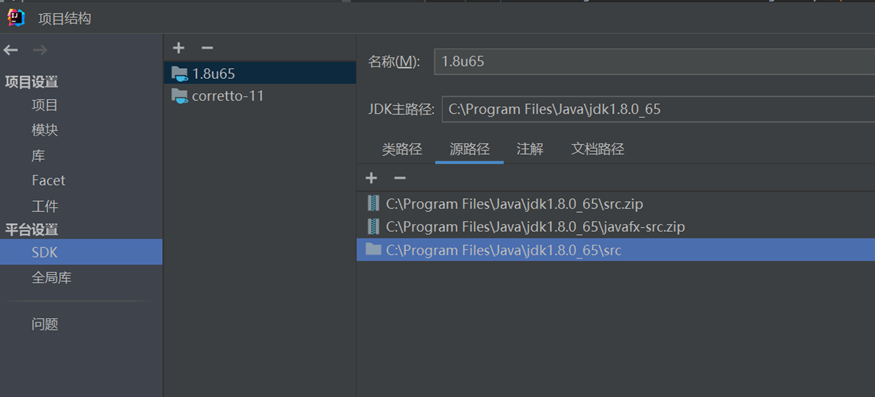 项目结构
项目设置
项目
模块
库
Facet
工件
平台设置
SDK
全局库
问题
1.8u65
corretto-11
名称(M): 1.8u65
JDK主路径: C:\Program Files\Java\jdk1.8.0_65
类路径 源路径 注解 文档路径
C:\Program Files\Java\jdk1.8.0_65\src.zip
C:\Program Files\Java\jdk1.8.0_65\javafx-src.zip
C:\Program Files\Java\jdk1.8.0_65\src